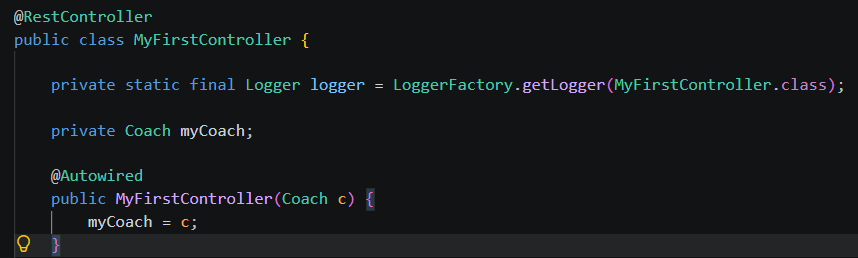 @RestController
public class MyFirstController {
private static final Logger logger = LoggerFactory.getLogger(MyFirstController.class);
private Coach myCoach;
@Autowired
public MyFirstController(Coach c) {
myCoach = c;
}